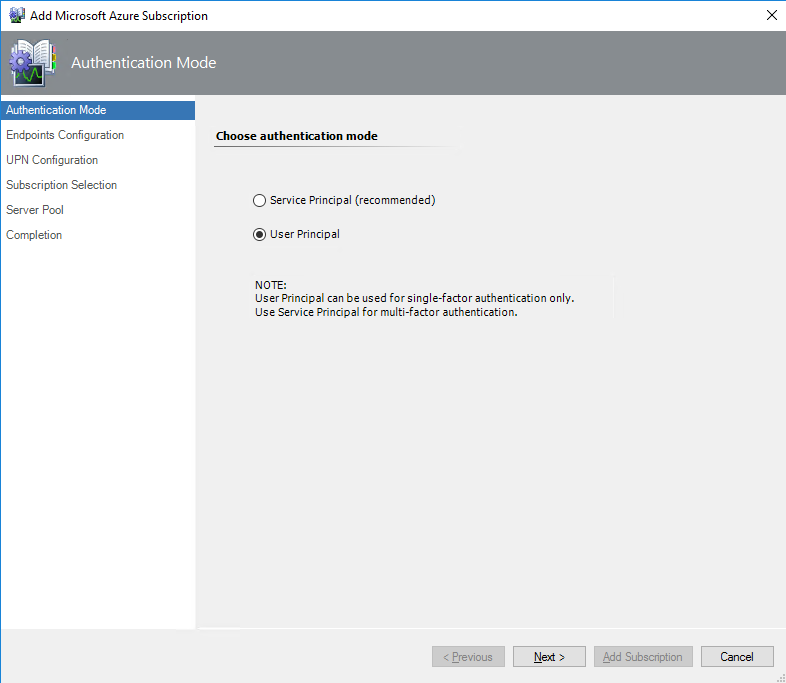 Add Microsoft Azure Subscription
Authentication Mode
Authentication Mode
Endpoints Configuration
UPN Configuration
Subscription Selection
Server Pool
Completion
Choose authentication mode
Service Principal (recommended)
User Principal
NOTE:
User Principal can be used for single-factor authentication only.
Use Service Principal for multi-factor authentication.
< Previous
Next >
Add Subscription
Cancel